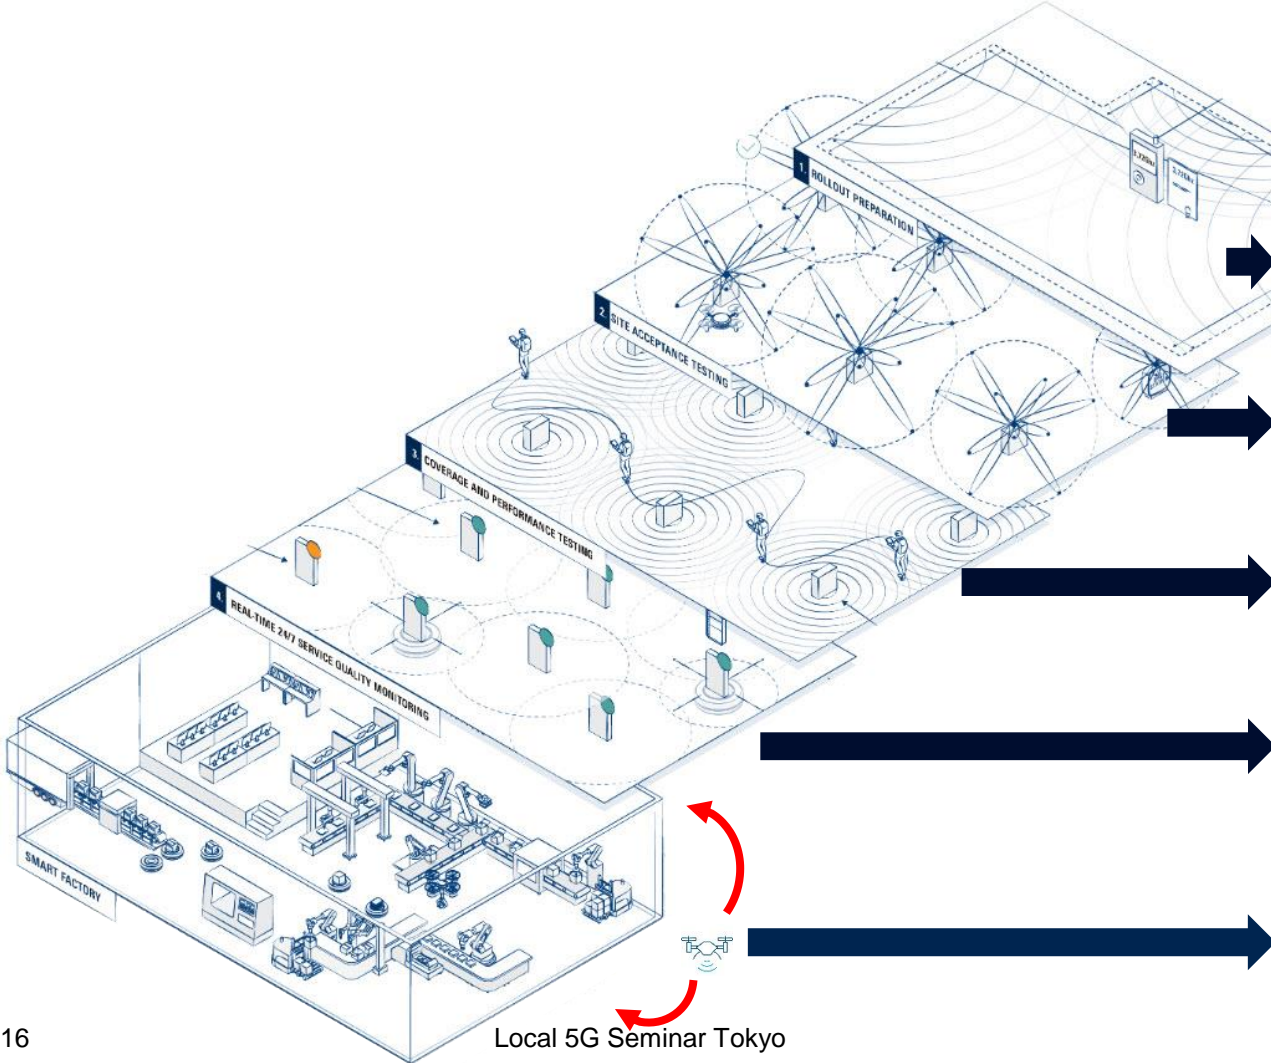 1. ROLLOUT PREPARATION
2. SITE ACCEPTANCE TESTING
3. COVERAGE AND PERFORMANCE TESTING
4. REAL-TIME 24/7 SERVICE QUALITY MONITORING
SMART FACTORY
16
Local 5G Seminar Tokyo